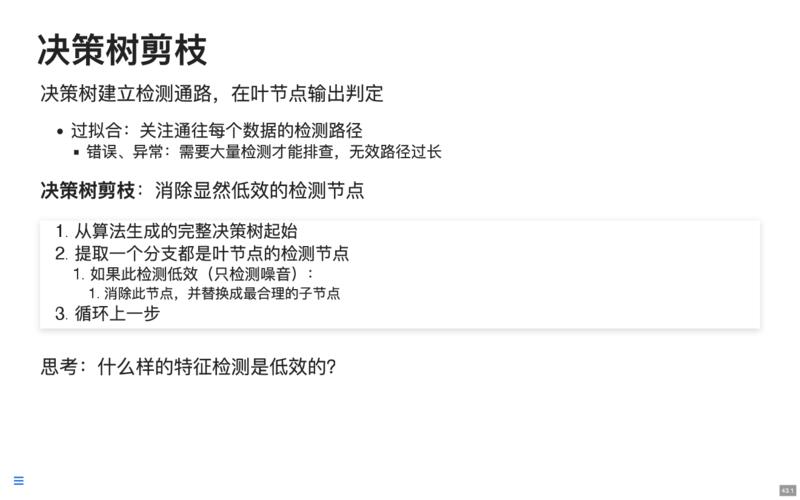 决策树剪枝
决策树建立检测通路，在叶节点输出判定
• 过拟合：关注通往每个数据的检测路径
▪ 错误、异常：需要大量检测才能排查，无效路径过长
决策树剪枝：消除显然低效的检测节点
1. 从算法生成的完整决策树起始
2. 提取一个分支都是叶节点的检测节点
1. 如果此检测低效（只检测噪音）：
1. 消除此节点，并替换成最合理的子节点
3. 循环上一步
思考：什么样的特征检测是低效的？
43.1